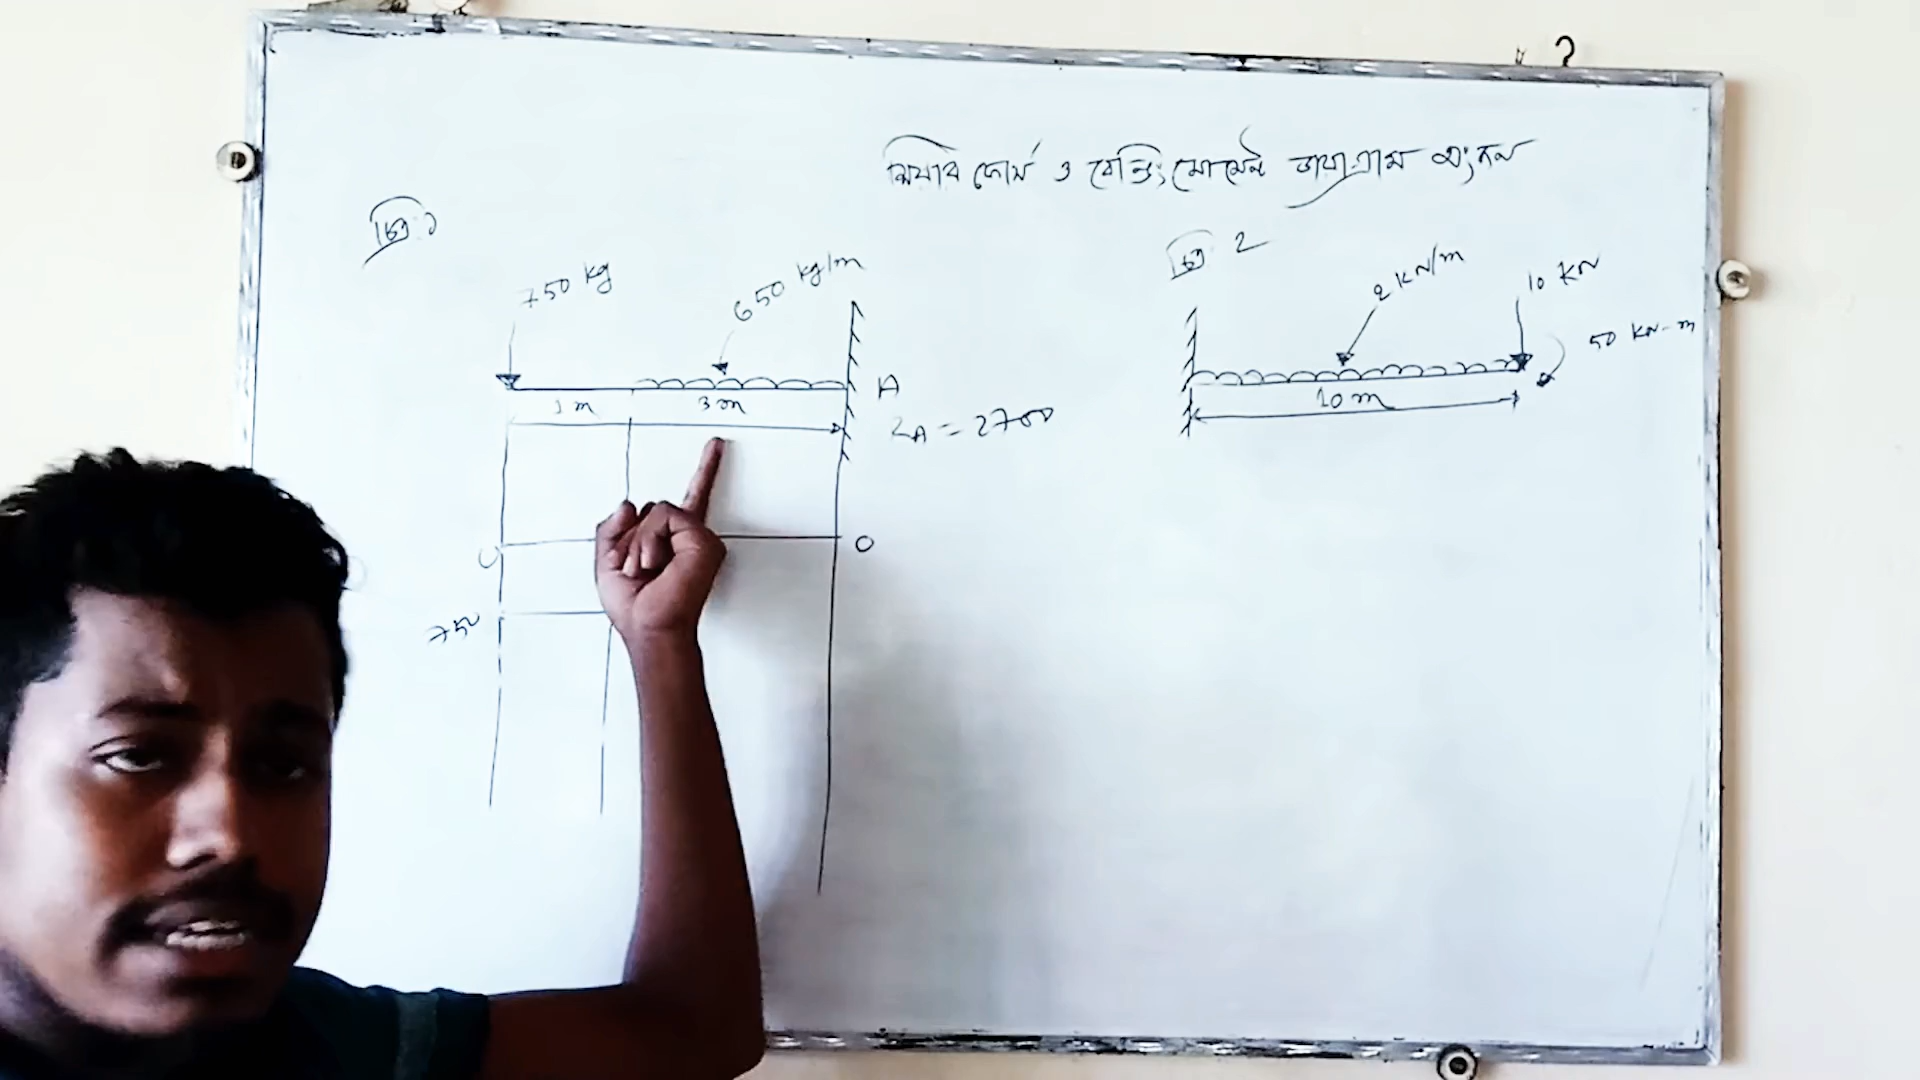 শিয়ার ফোর্স ও বেন্ডিং মোমেন্ট ডায়াগ্রাম অংকন
চিত্র: ১
750 kg
650 kg/m
1 m
3 m
A
RA = 2700
0
0
750
চিত্র: 2
2 KN/m
10 KN
50 KN-m
10 m